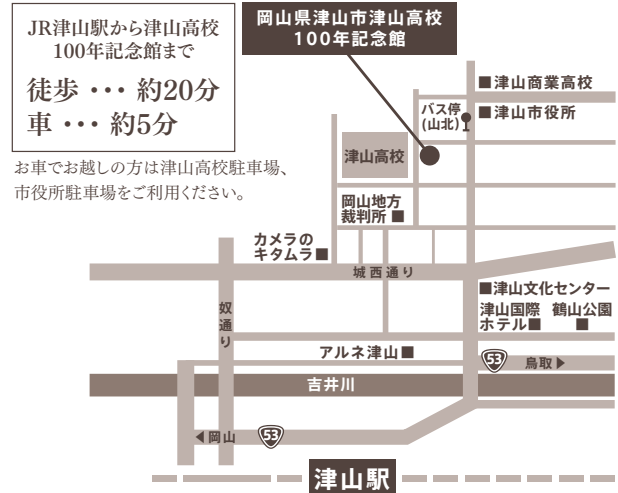 JR津山駅から津山高校
100年記念館まで
徒歩 ・・・ 約20分
車 ・・・ 約5分
お車でお越しの方は津山高校駐車場、
市役所駐車場をご利用ください。
岡山県津山市津山高校
100年記念館
■津山商業高校
バス停
(山北)
■津山市役所
津山高校
岡山地方
裁判所■
カメラの
キタムラ■
城西通り
奴通り
■津山文化センター
津山国際
ホテル■
鶴山公園
■
アルネ津山■
53
鳥取▶
吉井川
◀岡山
53
津山駅